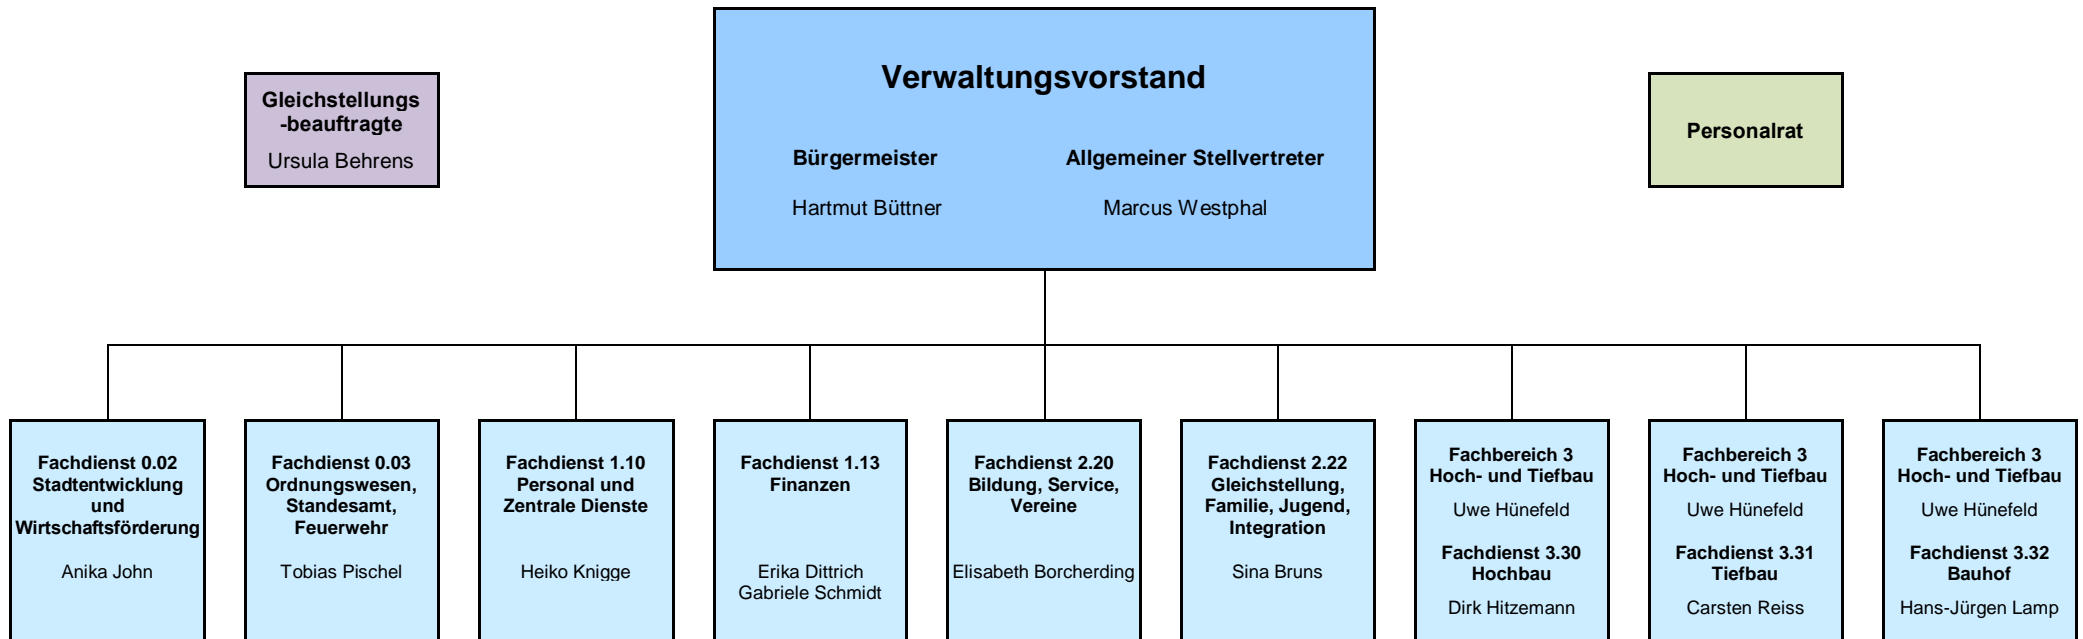 Verwaltungsvorstand
Gleichstellungs
-beauftragte
Ursula Behrens
Bürgermeister
Hartmut Büttner
Allgemeiner Stellvertreter
Marcus Westphal
Personalrat
Fachdienst 0.02
Stadtentwicklung
und
Wirtschaftsförderung
Anika John
Fachdienst 0.03
Ordnungswesen,
Standesamt,
Feuerwehr
Tobias Pischel
Fachdienst 1.10
Personal und
Zentrale Dienste
Heiko Knigge
Fachdienst 1.13
Finanzen
Erika Dittrich
Gabriele Schmidt
Fachdienst 2.20
Bildung, Service,
Vereine
Elisabeth Borcherding
Fachdienst 2.22
Gleichstellung,
Familie, Jugend,
Integration
Sina Bruns
Fachbereich 3
Hoch- und Tiefbau
Uwe Hünefeld
Fachdienst 3.30
Hochbau
Dirk Hitzemann
Fachbereich 3
Hoch- und Tiefbau
Uwe Hünefeld
Fachdienst 3.31
Tiefbau
Carsten Reiss
Fachbereich 3
Hoch- und Tiefbau
Uwe Hünefeld
Fachdienst 3.32
Bauhof
Hans-Jürgen Lamp